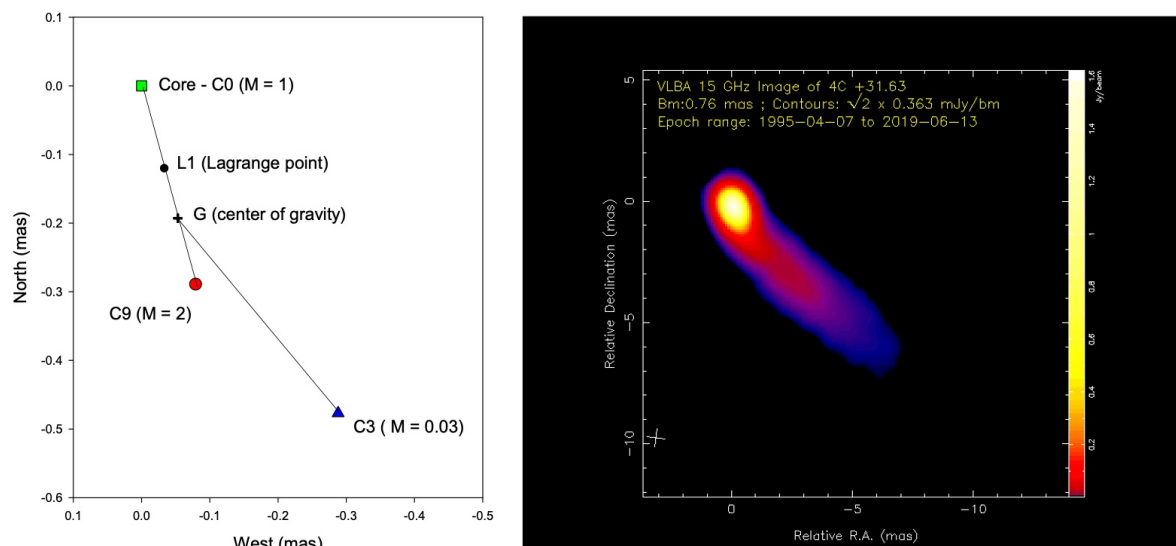 0.1
0.0
-0.1
-0.2
-0.3
-0.4
-0.5
-0.6
North (mas)
Core - C0 (M = 1)
L1 (Lagrange point)
G (center of gravity)
C9 (M = 2)
C3 ( M = 0.03)
0.1 0.0 -0.1 -0.2 -0.3 -0.4 -0.5
West (mas)
VLBA 15 GHz Image of 4C +31.63
Bm:0.76 mas ; Contours: √2 x 0.363 mJy/bm
Epoch range: 1995-04-07 to 2019-06-13
5
0
-5
-10
Relative Declination (mas)
0 -5 -10
Relative R.A. (mas)
1.6
1.4
1.2
1
0.8
0.6
0.4
0.2
Jy/beam